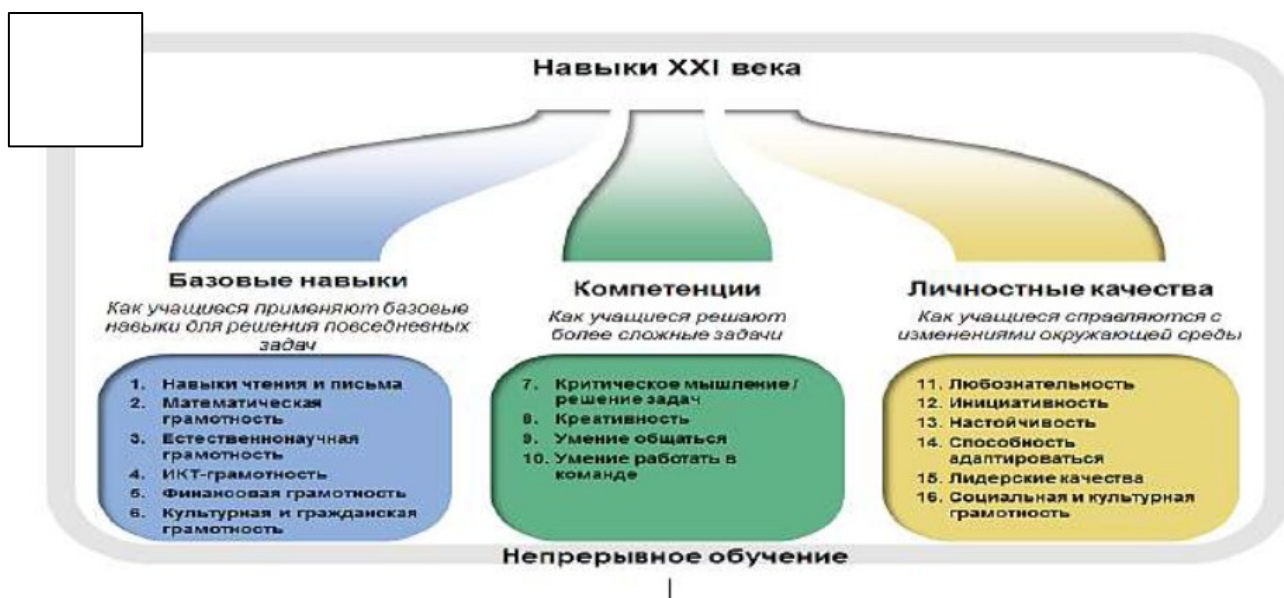 Навыки XXI века
Базовые навыки
Как учащиеся применяют базовые
навыки для решения повседневных
задач
1. Навыки чтения и письма
2. Математическая
грамотность
3. Естественнонаучная
грамотность
4. ИКТ-грамотность
5. Финансовая грамотность
6. Культурная и гражданская
грамотность
Компетенции
Как учащиеся решают
более сложные задачи
7. Критическое мышление /
решение задач
8. Креативность
9. Умение общаться
10. Умение работать в
команде
Личностные качества
Как учащиеся справляются с
изменениями окружающей среды
11. Любознательность
12. Инициативность
13. Настойчивость
14. Способность
адаптироваться
15. Лидерские качества
16. Социальная и культурная
грамотность
Непрерывное обучение